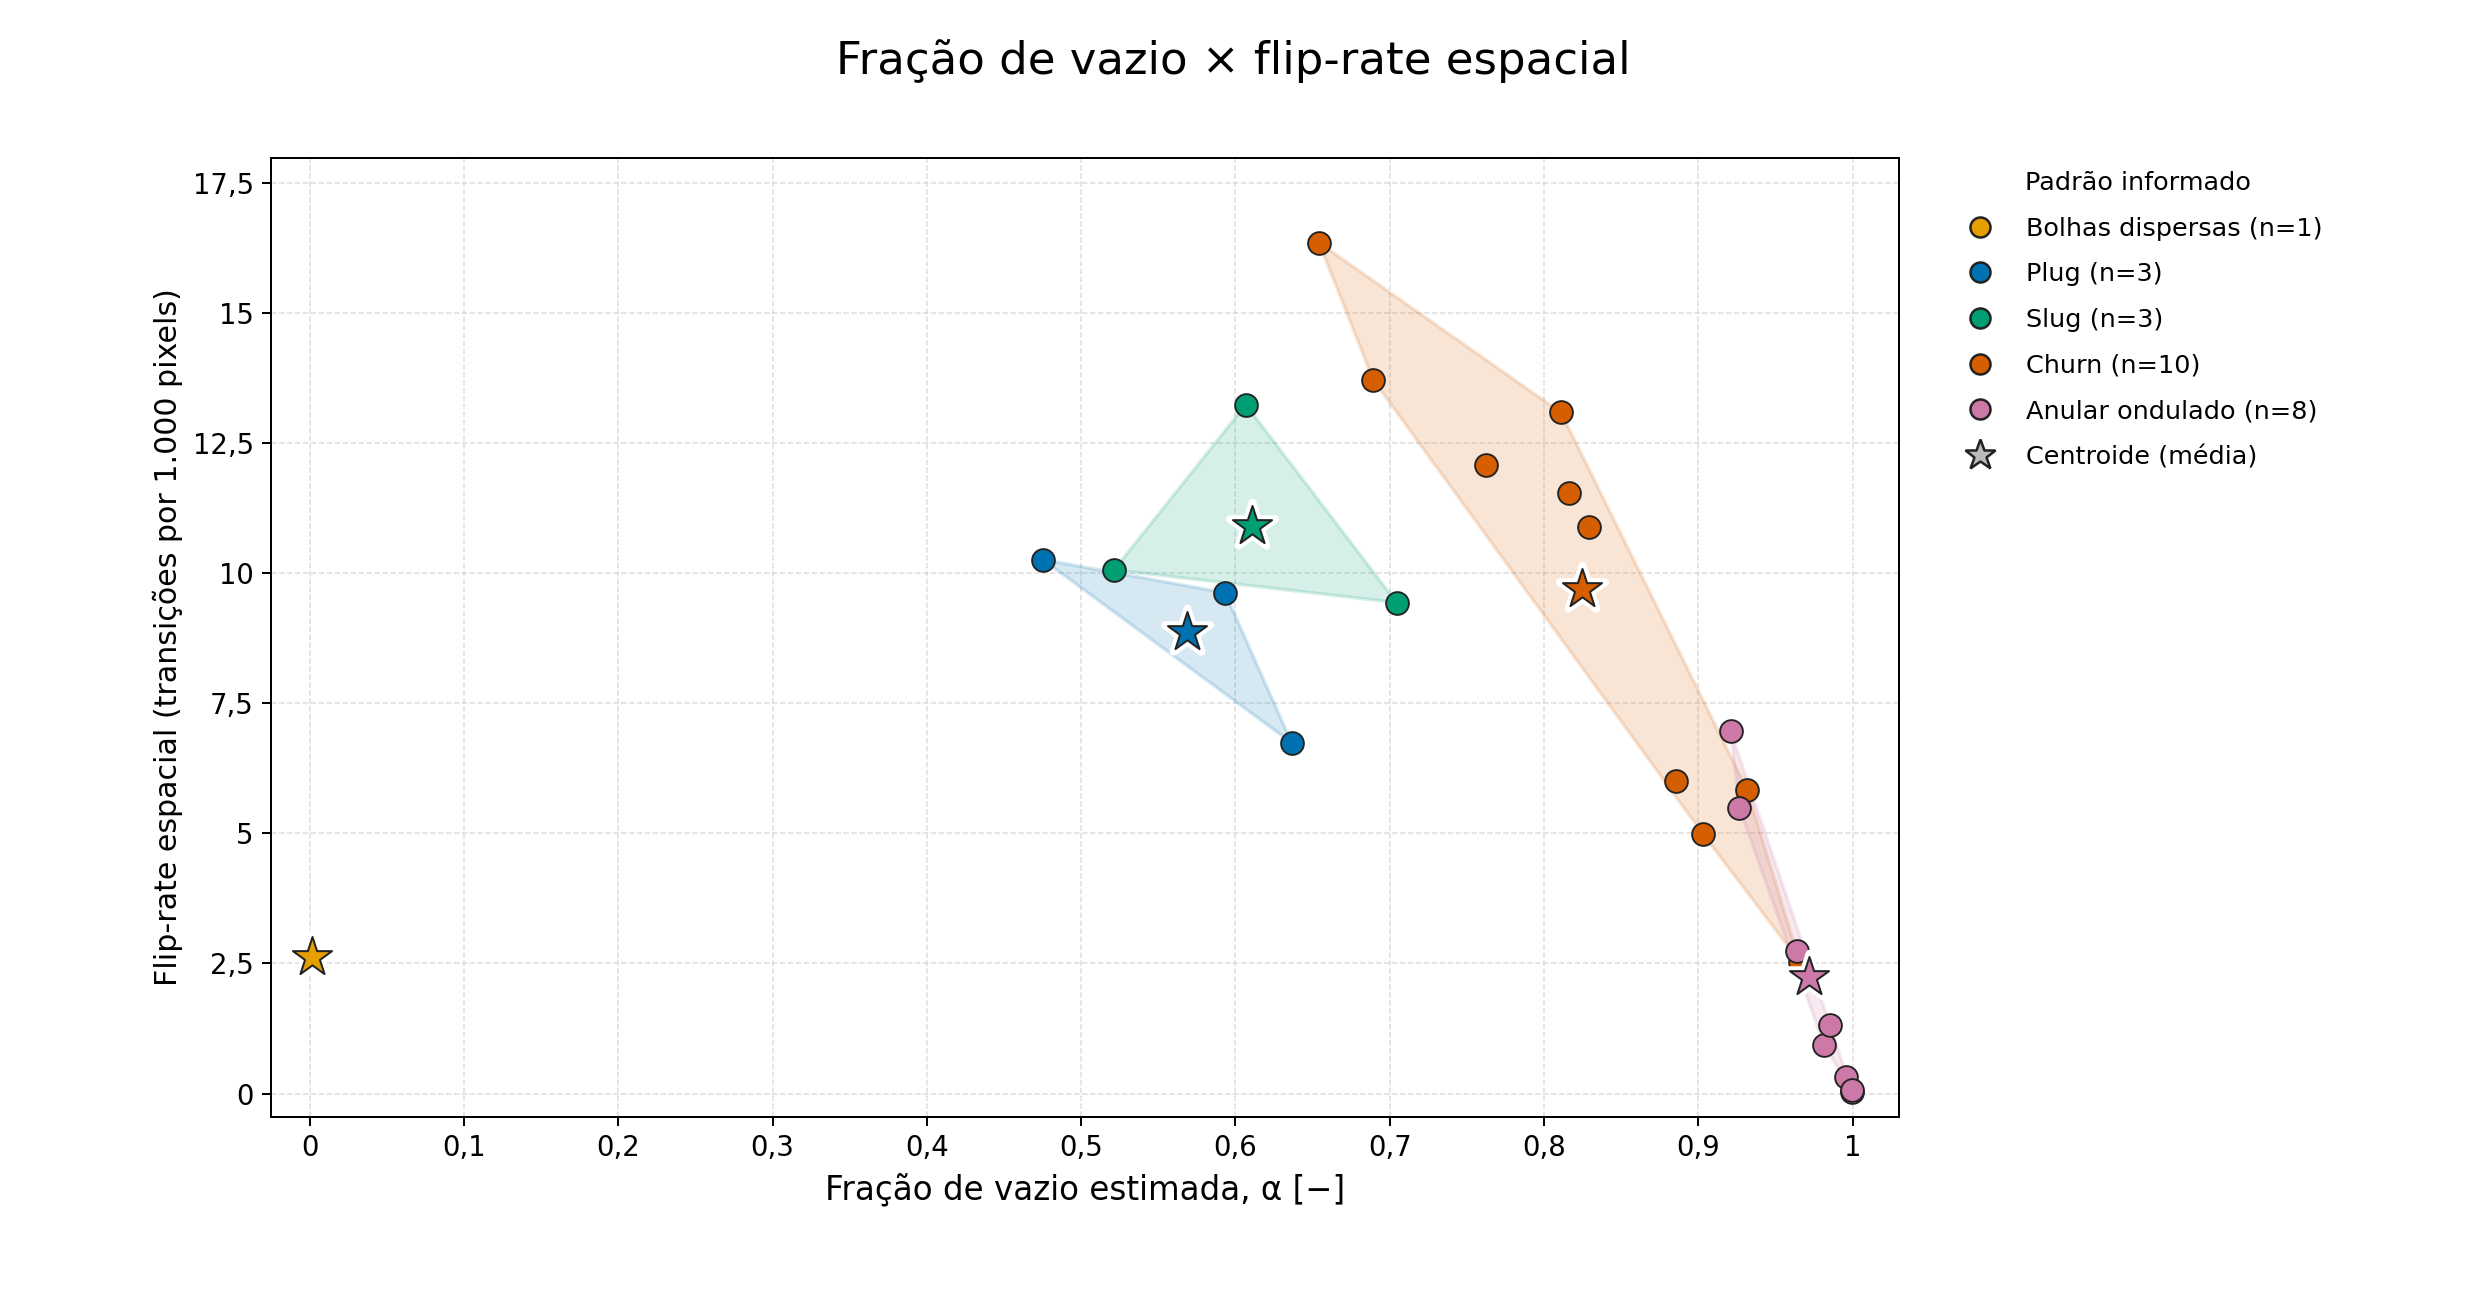 Fração de vazio × flip-rate espacial
Flip-rate espacial (transições por 1.000 pixels)
17,5
15
12,5
10
7,5
5
2,5
0
0
0,1
0,2
0,3
0,4
0,5
0,6
0,7
0,8
0,9
1
Fração de vazio estimada, α [−]
Padrão informado
Bolhas dispersas (n=1)
Plug (n=3)
Slug (n=3)
Churn (n=10)
Anular ondulado (n=8)
Centroide (média)